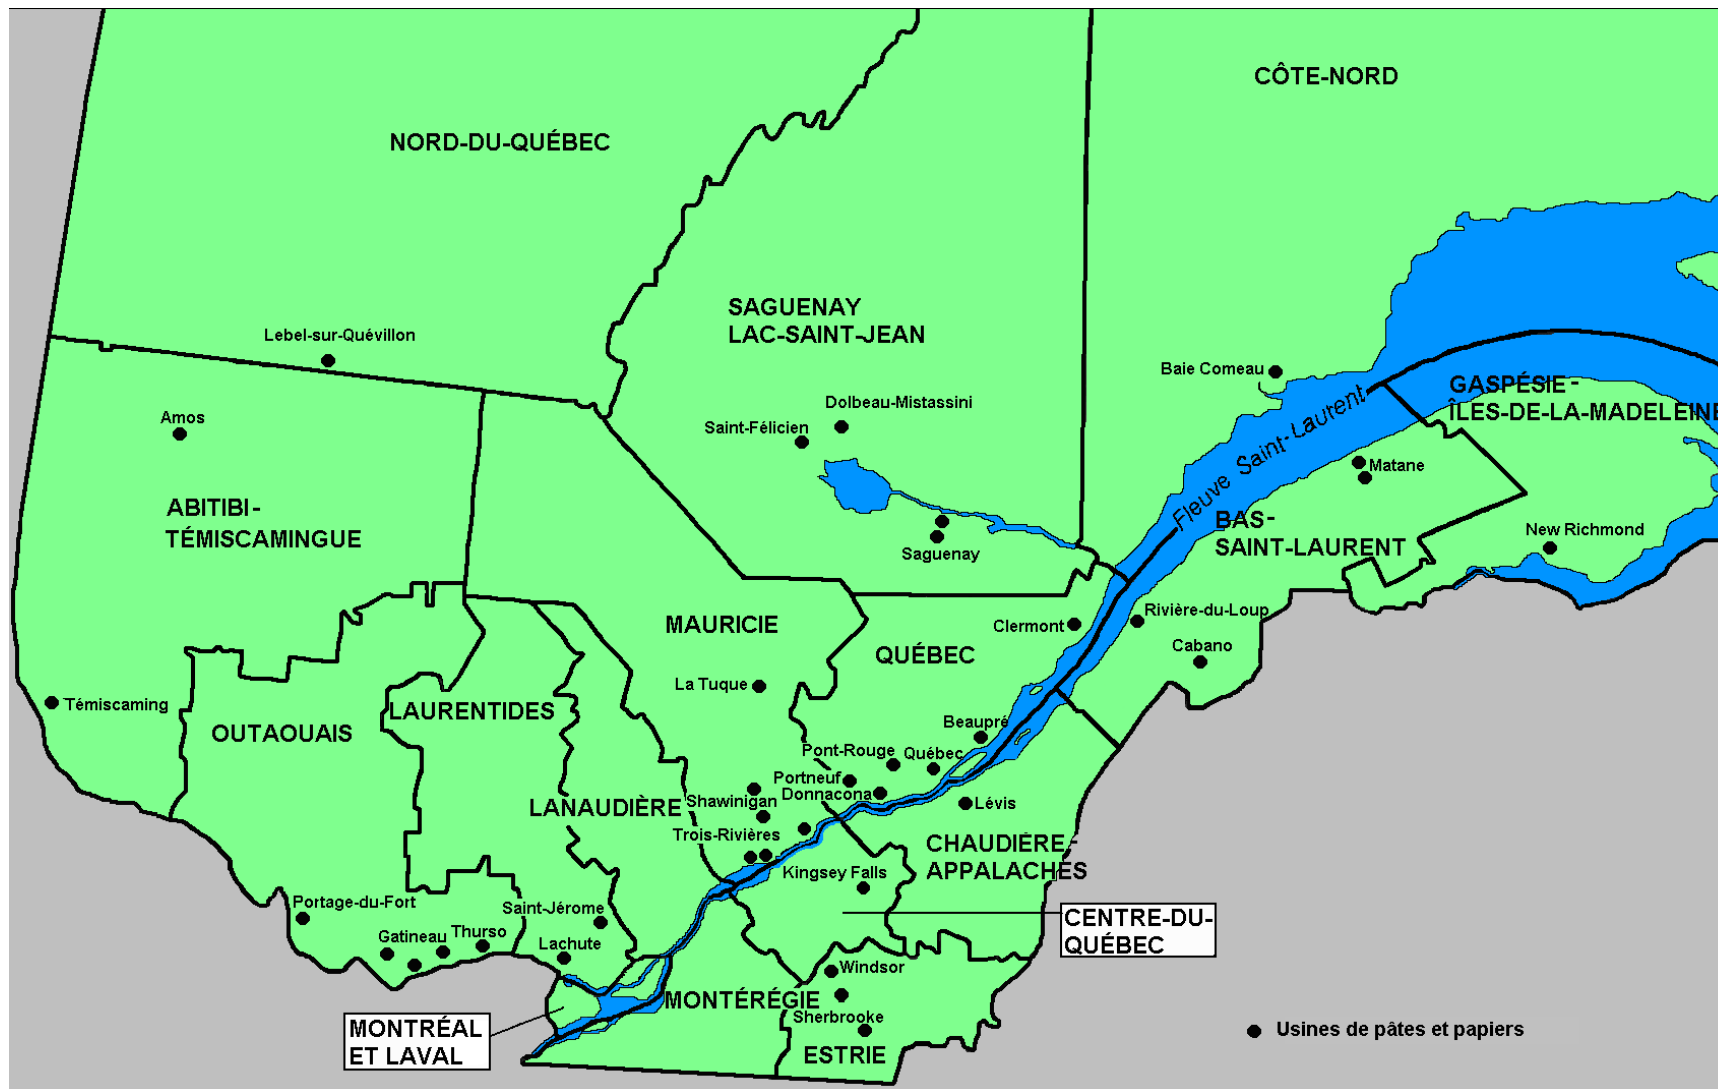 CÔTE-NORD
NORD-DU-QUÉBEC
SAGUENAY
LAC-SAINT-JEAN
Lebel-sur-Quévillon
Baie Comeau
GASPÉSIE-
ÎLES-DE-LA-MADELEINE
Dolbeau-Mistassini
Saint-Félicien
Amos
Fleuve Saint-Laurent
Matane
ABITIBI-
TÉMISCAMINGUE
BAS-
SAINT-LAURENT
New Richmond
Saguenay
Rivière-du-Loup
Clermont
MAURICIE
QUÉBEC
Cabano
La Tuque
Témiscaming
LAURENTIDES
OUTAOUAIS
Beaupré
Pont-Rouge
Québec
Portneuf
Donnacona
Shawinigan
LANAUDIÈRE
Lévis
Trois-Rivières
CHAUDIÈRE-
APPALACHES
Kingsey Falls
Portage-du-Fort
Saint-Jérome
CENTRE-DU-
QUÉBEC
Gatineau
Thurso
Lachute
Windsor
MONTÉRÉGIE
Sherbrooke
MONTRÉAL
ET LAVAL
ESTRIE
Usines de pâtes et papiers